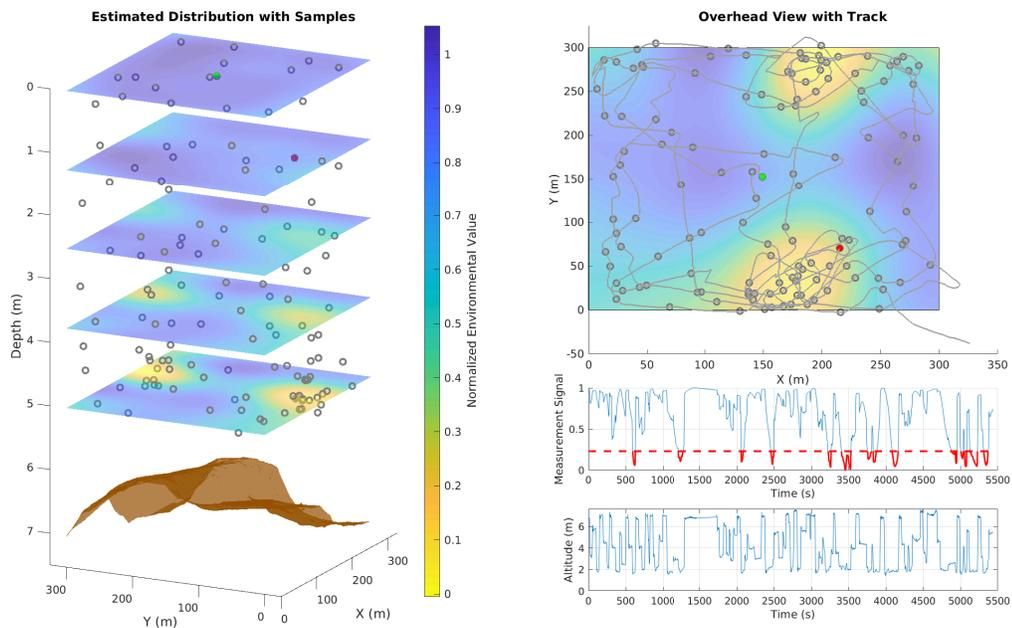 Estimated Distribution with Samples
0
1
2
3
4
5
6
7
Depth (m)
300
200
100
0
Y (m)
0
100
200
300
X (m)
1
0.9
0.8
0.7
0.6
0.5
0.4
0.3
0.2
0.1
0
Normalized Environmental Value
Overhead View with Track
300
250
200
150
100
50
0
-50
Y (m)
0 50 100 150 200 250 300 350
X (m)
Measurement Signal
1
0.5
0
0 500 1000 1500 2000 2500 3000 3500 4000 4500 5000 5500
Time (s)
Altitude (m)
6
4
2
0
0 500 1000 1500 2000 2500 3000 3500 4000 4500 5000 5500
Time (s)